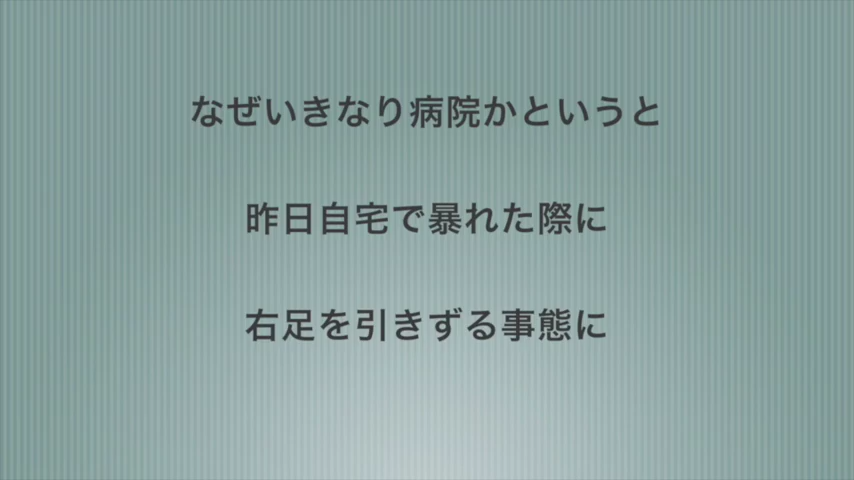 なぜいきなり病院かというと
昨日自宅で暴れた際に
右足を引きずる事態に